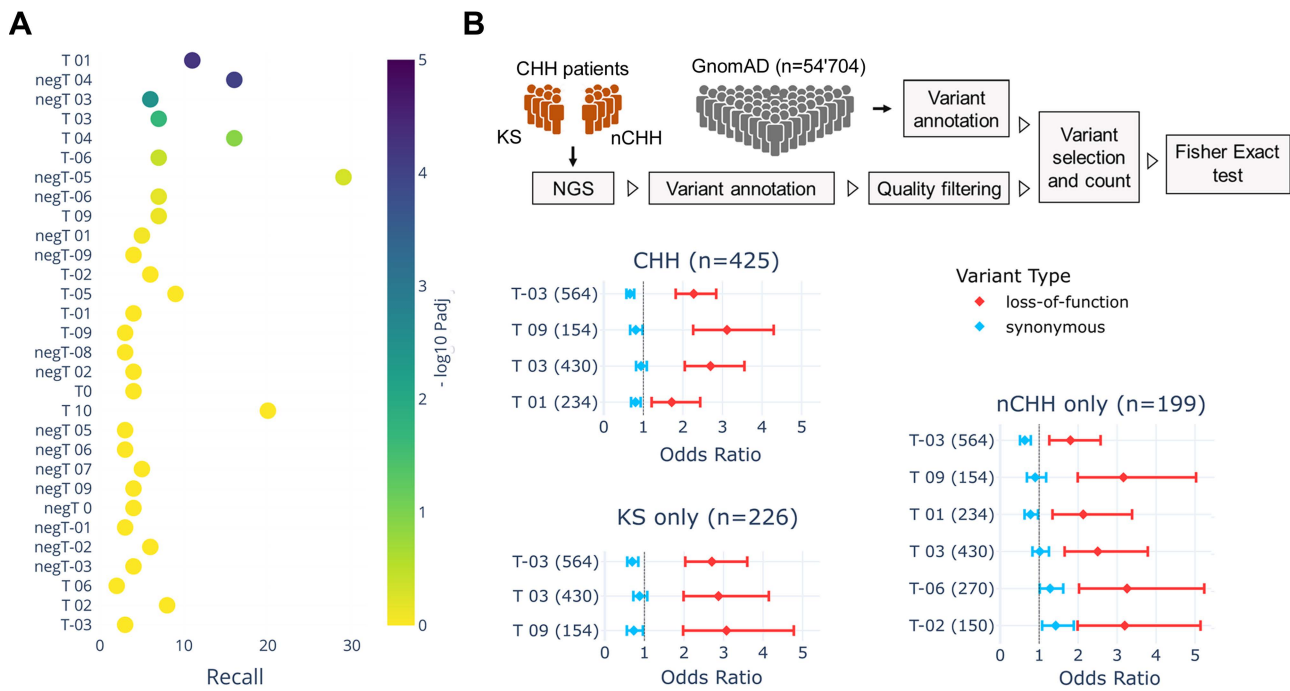 A
T 01
negT 04
negT 03
T 03
T 04
T-06
negT-05
negT-06
T 09
negT 01
negT-09
T-02
T-05
T-01
T-09
negT-08
negT 02
T0
T 10
negT 05
negT 06
negT 07
negT 09
negT 0
negT-01
negT-02
negT-03
T 06
T 02
T-03
0 10 20 30
Recall
5
4
3
2
1
0
- log10 Padj
B
CHH patients
KS
nCHH
GnomAD (n=54'704)
Variant
annotation
NGS
Variant annotation
Quality filtering
Variant
selection
and count
Fisher Exact
test
CHH (n=425)
T-03 (564)
T 09 (154)
T 03 (430)
T 01 (234)
0 1 2 3 4 5
Odds Ratio
Variant Type
loss-of-function
synonymous
KS only (n=226)
T-03 (564)
T 03 (430)
T 09 (154)
0 1 2 3 4 5
Odds Ratio
nCHH only (n=199)
T-03 (564)
T 09 (154)
T 01 (234)
T 03 (430)
T-06 (270)
T-02 (150)
0 1 2 3 4 5
Odds Ratio